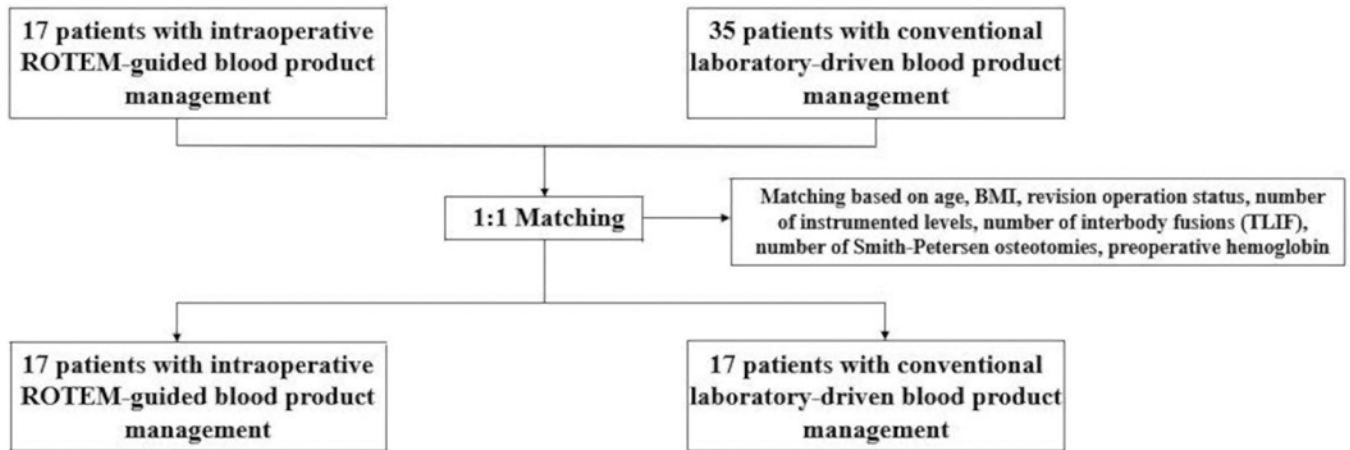 17 patients with intraoperative
ROTEM-guided blood product
management
35 patients with conventional
laboratory-driven blood product
management
1:1 Matching
Matching based on age, BMI, revision operation status, number
of instrumented levels, number of interbody fusions (TLIF),
number of Smith-Petersen osteotomies, preoperative hemoglobin
17 patients with intraoperative
ROTEM-guided blood product
management
17 patients with conventional
laboratory-driven blood product
management